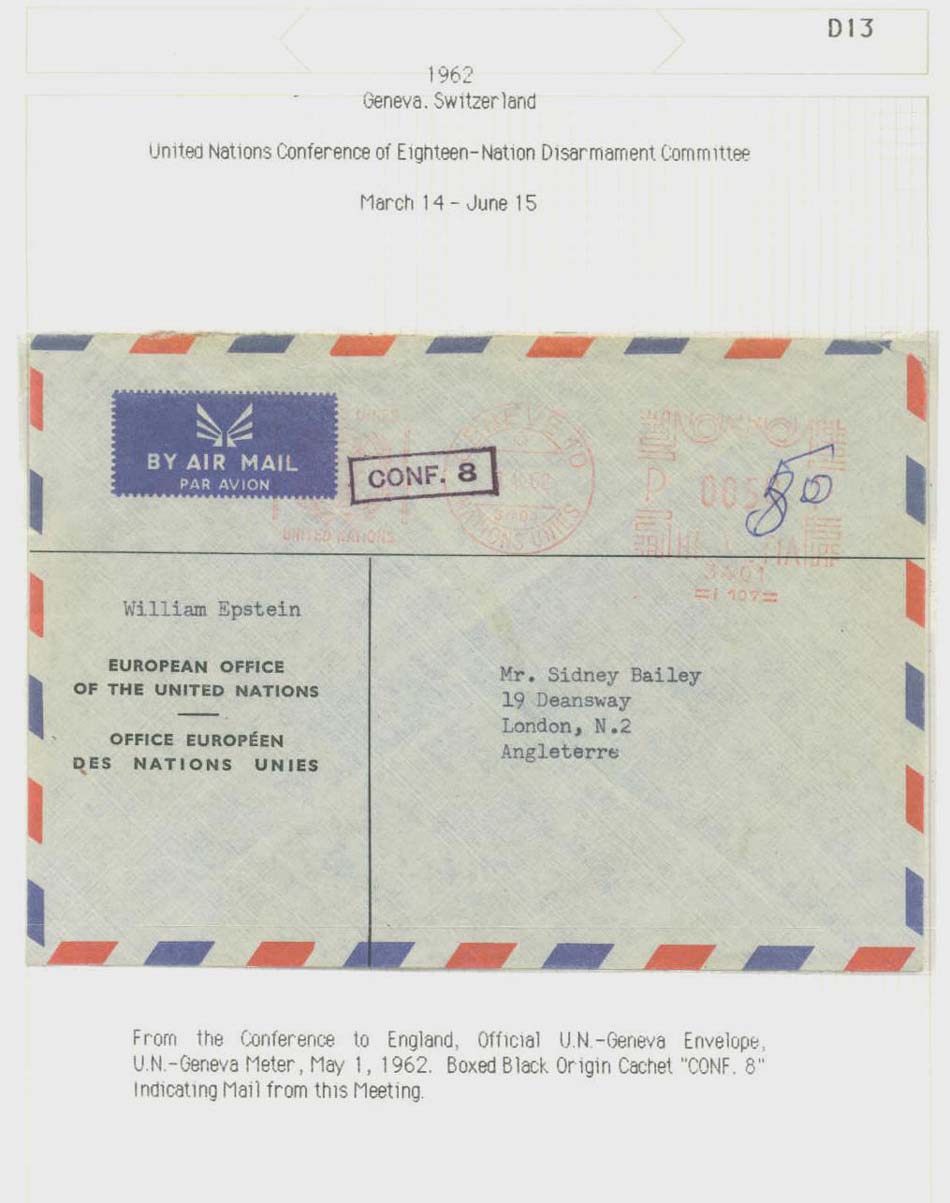 D13
1962
Geneva. Switzerland
United Nations Conference of Eighteen-Nation Disarmament Committee
March 14 - June 15
BY AIR MAIL
PAR AVION
CONF. 8
UNITED NATIONS
NATIONS UNIES
P
80
William Epstein
EUROPEAN OFFICE
OF THE UNITED NATIONS
OFFICE EUROPÉEN
DES NATIONS UNIES
Mr. Sidney Bailey
19 Deansway
London, N.2
Angleterre
From the Conference to England, Official U.N.-Geneva Envelope,
U.N.-Geneva Meter, May 1, 1962. Boxed Black Origin Cachet "CONF. 8"
Indicating Mail from this Meeting.